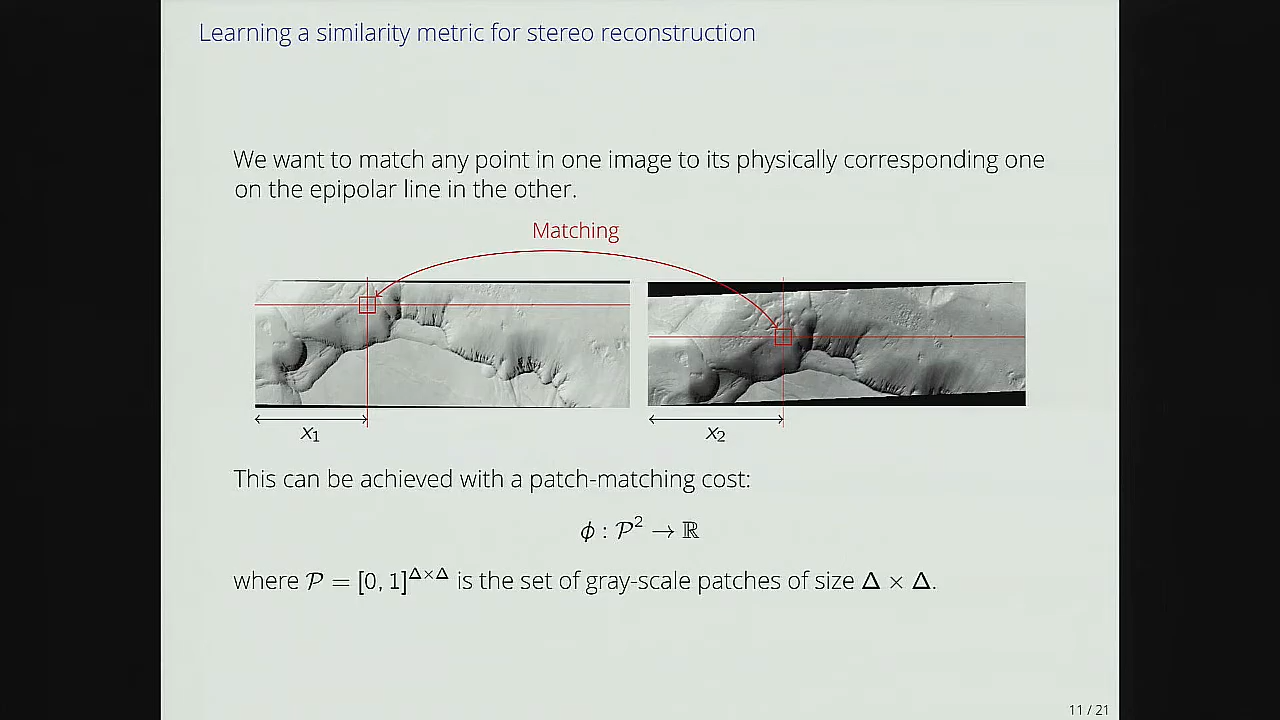 Learning a similarity metric for stereo reconstruction
We want to match any point in one image to its physically corresponding one
on the epipolar line in the other.
Matching
x₁
x₂
This can be achieved with a patch-matching cost:
ϕ : 𝒫² → ℝ
where 𝒫 = [0, 1]^{Δ×Δ} is the set of gray-scale patches of size Δ × Δ.
11 / 21